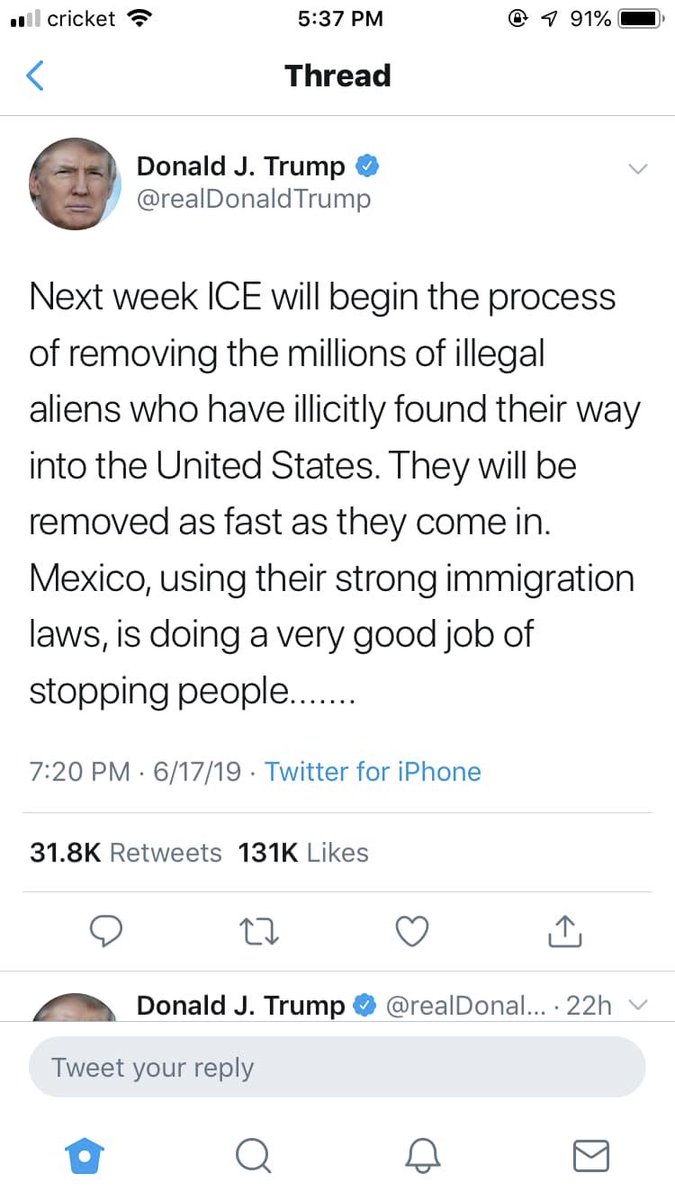 cricket 5:37 PM 91%
Thread
Donald J. Trump
@realDonaldTrump
Next week ICE will begin the process
of removing the millions of illegal
aliens who have illicitly found their way
into the United States. They will be
removed as fast as they come in.
Mexico, using their strong immigration
laws, is doing a very good job of
stopping people.......
7:20 PM · 6/17/19 · Twitter for iPhone
31.8K Retweets 131K Likes
Donald J. Trump @realDonal... · 22h
Tweet your reply